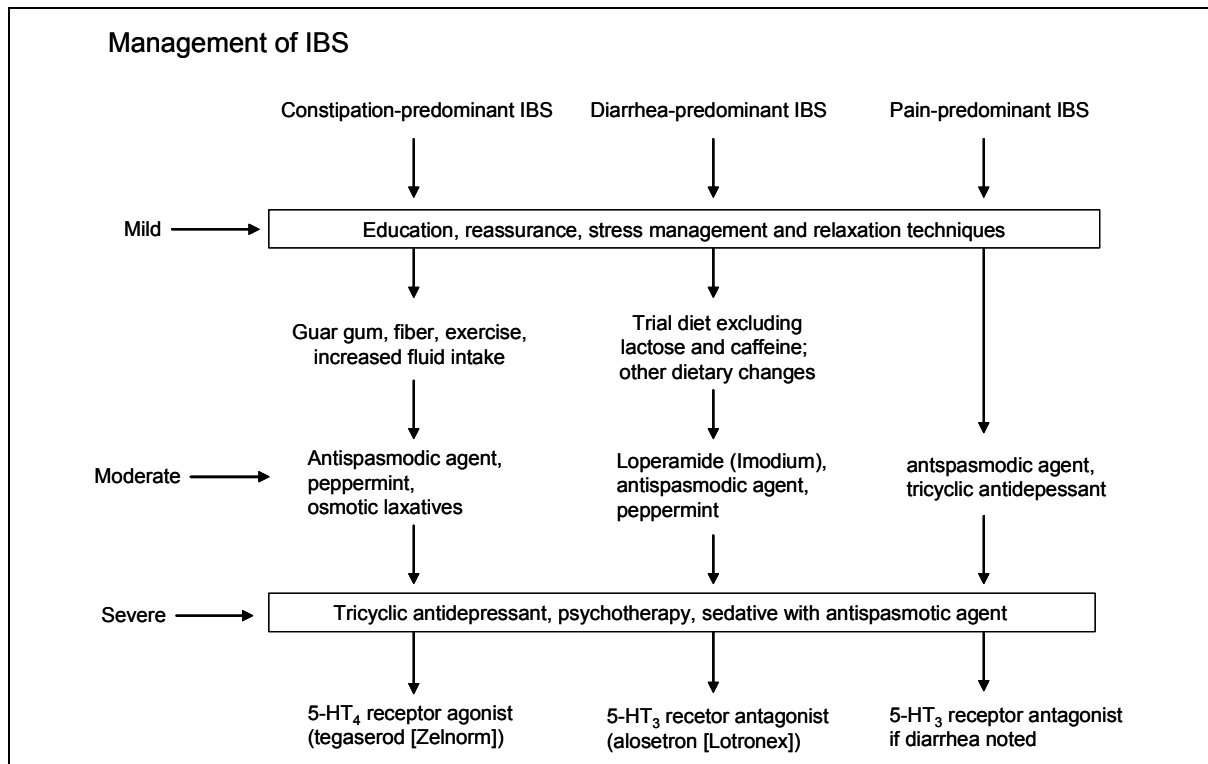 Management of IBS
Constipation-predominant IBS
Diarrhea-predominant IBS
Pain-predominant IBS
Mild
Education, reassurance, stress management and relaxation techniques
Guar gum, fiber, exercise,
increased fluid intake
Trial diet excluding
lactose and caffeine;
other dietary changes
Moderate
Antispasmodic agent,
peppermint,
osmotic laxatives
Loperamide (Imodium),
antispasmodic agent,
peppermint
antspasmodic agent,
tricyclic antidepessant
Severe
Tricyclic antidepressant, psychotherapy, sedative with antispasmotic agent
5-HT₄ receptor agonist
(tegaserod [Zelnorm])
5-HT₃ recetor antagonist
(alosetron [Lotronex])
5-HT₃ receptor antagonist
if diarrhea noted